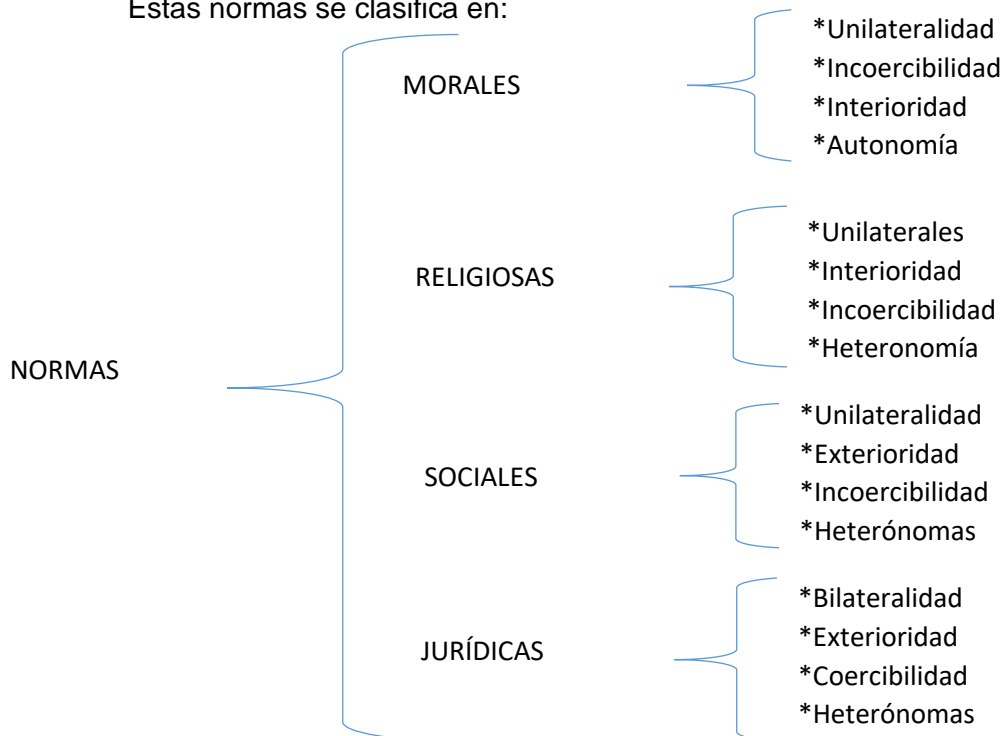 Estas normas se clasifica en:
MORALES
*Unilateralidad
*Incoercibilidad
*Interioridad
*Autonomía
RELIGIOSAS
*Unilaterales
*Interioridad
*Incoercibilidad
*Heteronomía
NORMAS
SOCIALES
*Unilateralidad
*Exterioridad
*Incoercibilidad
*Heterónomas
JURÍDICAS
*Bilateralidad
*Exterioridad
*Coercibilidad
*Heterónomas